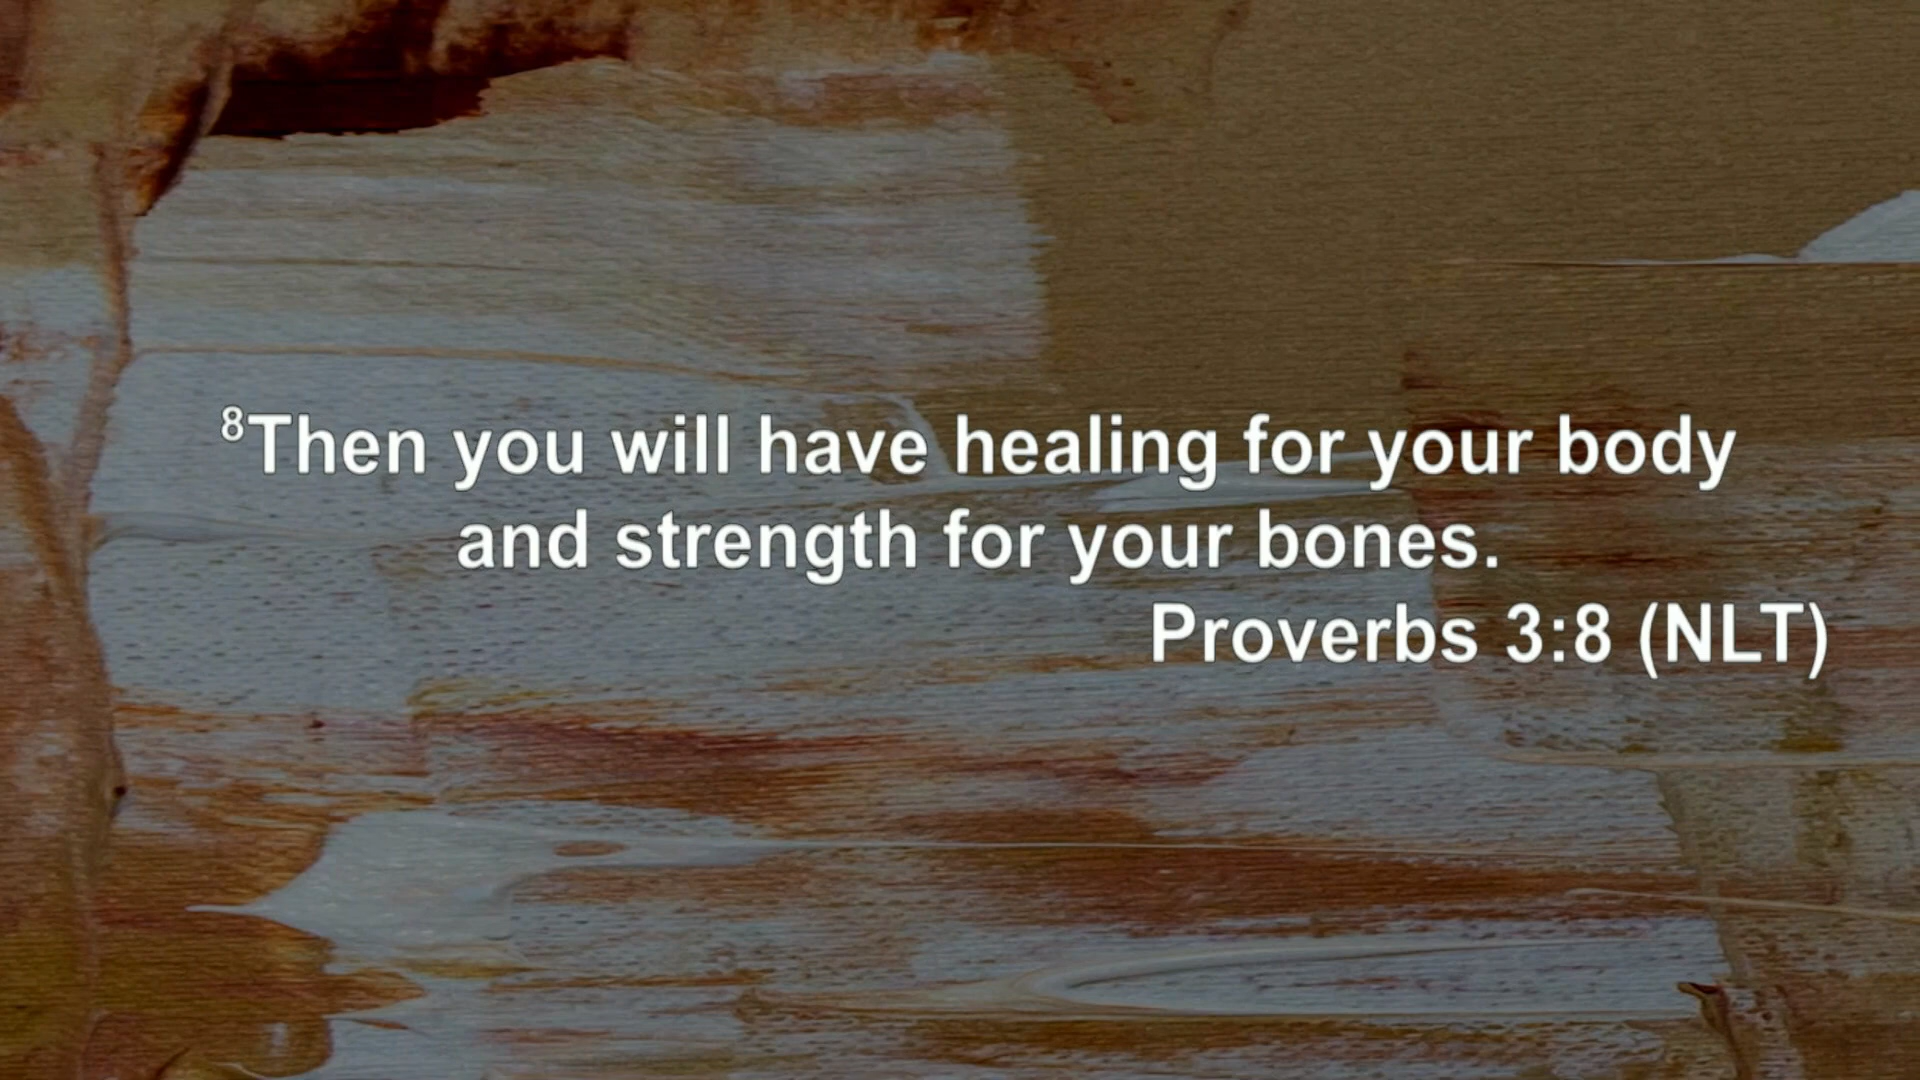 ⁸Then you will have healing for your body
and strength for your bones.
Proverbs 3:8 (NLT)